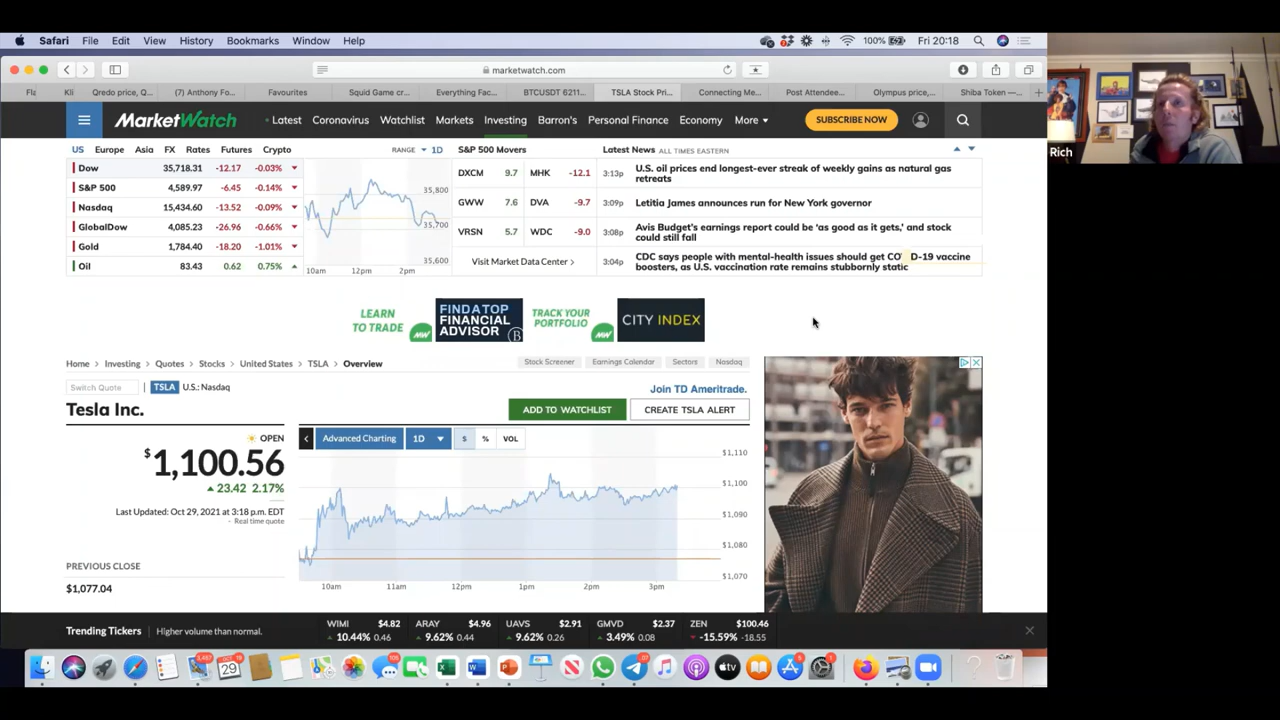 Safari File Edit View History Bookmarks Window Help 100% Fri 20:18
marketwatch.com
Kli Qredo price, Q... (7) Anthony Fo... Favourites Squid Game cr... Everything Fac... BTCUSDT 6211... TSLA Stock Pri... Connecting Me... Post Attendee... Olympus price,... Shiba Token —...
MarketWatch Latest Coronavirus Watchlist Markets Investing Barron's Personal Finance Economy More SUBSCRIBE NOW
US Europe Asia FX Rates Futures Crypto
Dow 35,718.31 -12.17 -0.03%
S&P 500 4,589.97 -6.45 -0.14%
Nasdaq 15,434.60 -13.52 -0.09%
GlobalDow 4,085.23 -26.96 -0.66%
Gold 1,784.40 -18.20 -1.01%
Oil 83.43 0.62 0.75%
RANGE 1D
35,800
35,700
35,600
10am 12pm 2pm
S&P 500 Movers
DXCM 9.7 MHK -12.1
GWW 7.6 DVA -9.7
VRSN 5.7 WDC -9.0
Visit Market Data Center >
Latest News ALL TIMES EASTERN
3:13p U.S. oil prices end longest-ever streak of weekly gains as natural gas
retreats
3:09p Letitia James announces run for New York governor
3:08p Avis Budget's earnings report could be 'as good as it gets,' and stock
could still fall
3:04p CDC says people with mental-health issues should get COVID-19 vaccine
boosters, as U.S. vaccination rate remains stubbornly static
LEARN
TO TRADE
MW
FIND A TOP
FINANCIAL
ADVISOR
B
TRACK YOUR
PORTFOLIO
MW
CITY INDEX
Home > Investing > Quotes > Stocks > United States > TSLA > Overview
Stock Screener Earnings Calendar Sectors Nasdaq
Switch Quote | TSLA U.S.: Nasdaq
Join TD Ameritrade.
Tesla Inc.
ADD TO WATCHLIST CREATE TSLA ALERT
OPEN
$1,100.56
23.42 2.17%
Last Updated: Oct 29, 2021 at 3:18 p.m. EDT
Real time quote
PREVIOUS CLOSE
$1,077.04
Advanced Charting 1D $ % VOL
$1,110
$1,100
$1,090
$1,080
$1,070
10am 11am 12pm 1pm 2pm 3pm
Trending Tickers | Higher volume than normal.
WIMI $4.82
10.44% 0.46
ARAY $4.96
9.62% 0.44
UAVS $2.91
9.62% 0.26
GMVD $2.37
3.49% 0.08
ZEN $100.46
-15.59% -18.55
Rich